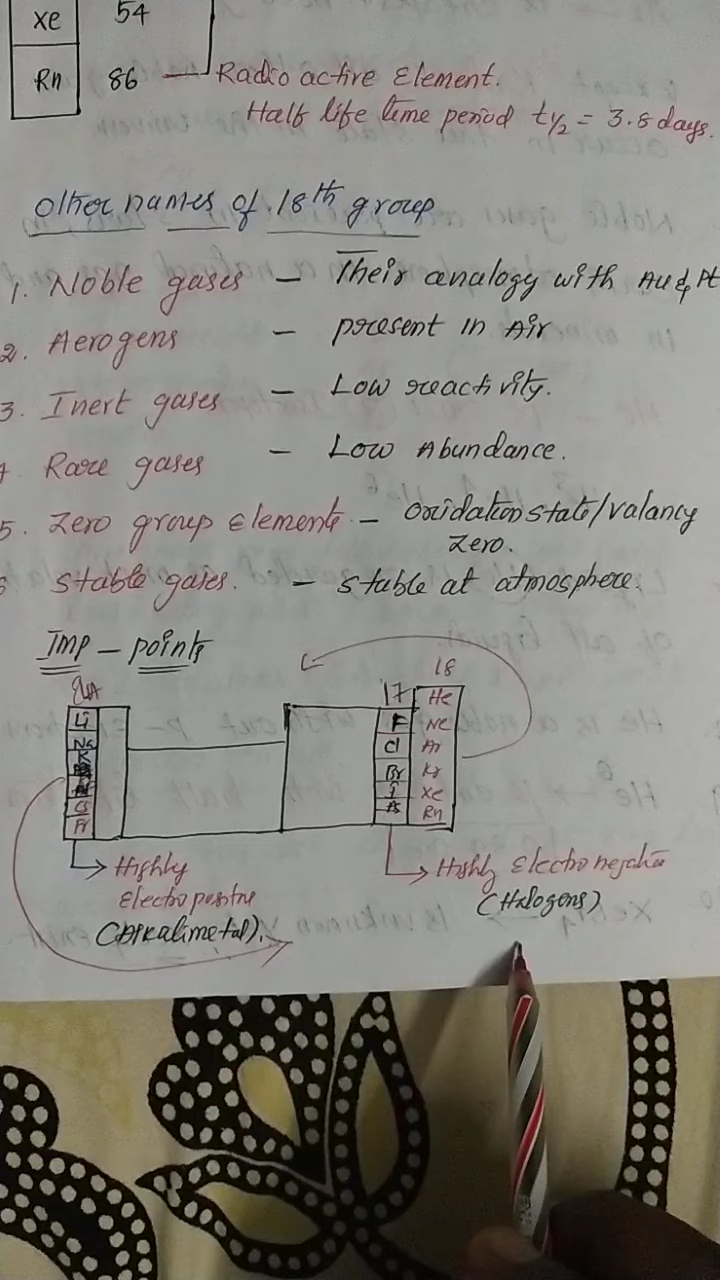 Xe 54
Rn 86 — Radio active Element.
Half life time period t½ = 3.8 days.
Other names of 18th group
1. Noble gases — Their analogy with Au & Pt
2. Aerogens — present in Air
3. Inert gases — Low reactivity.
Rare gases — Low Abundance.
5. Zero group Elements — Oxidation state/valancy
Zero.
Stable gases. — stable at atmosphere.
Imp – points
18
17 He
Li F Ne
Na Cl Ar
K Br Kr
Cs I Xe
Fr As Rn
Highly
Electro positive
(Alkalimetal).
Highly Electronegative
(Halogens)